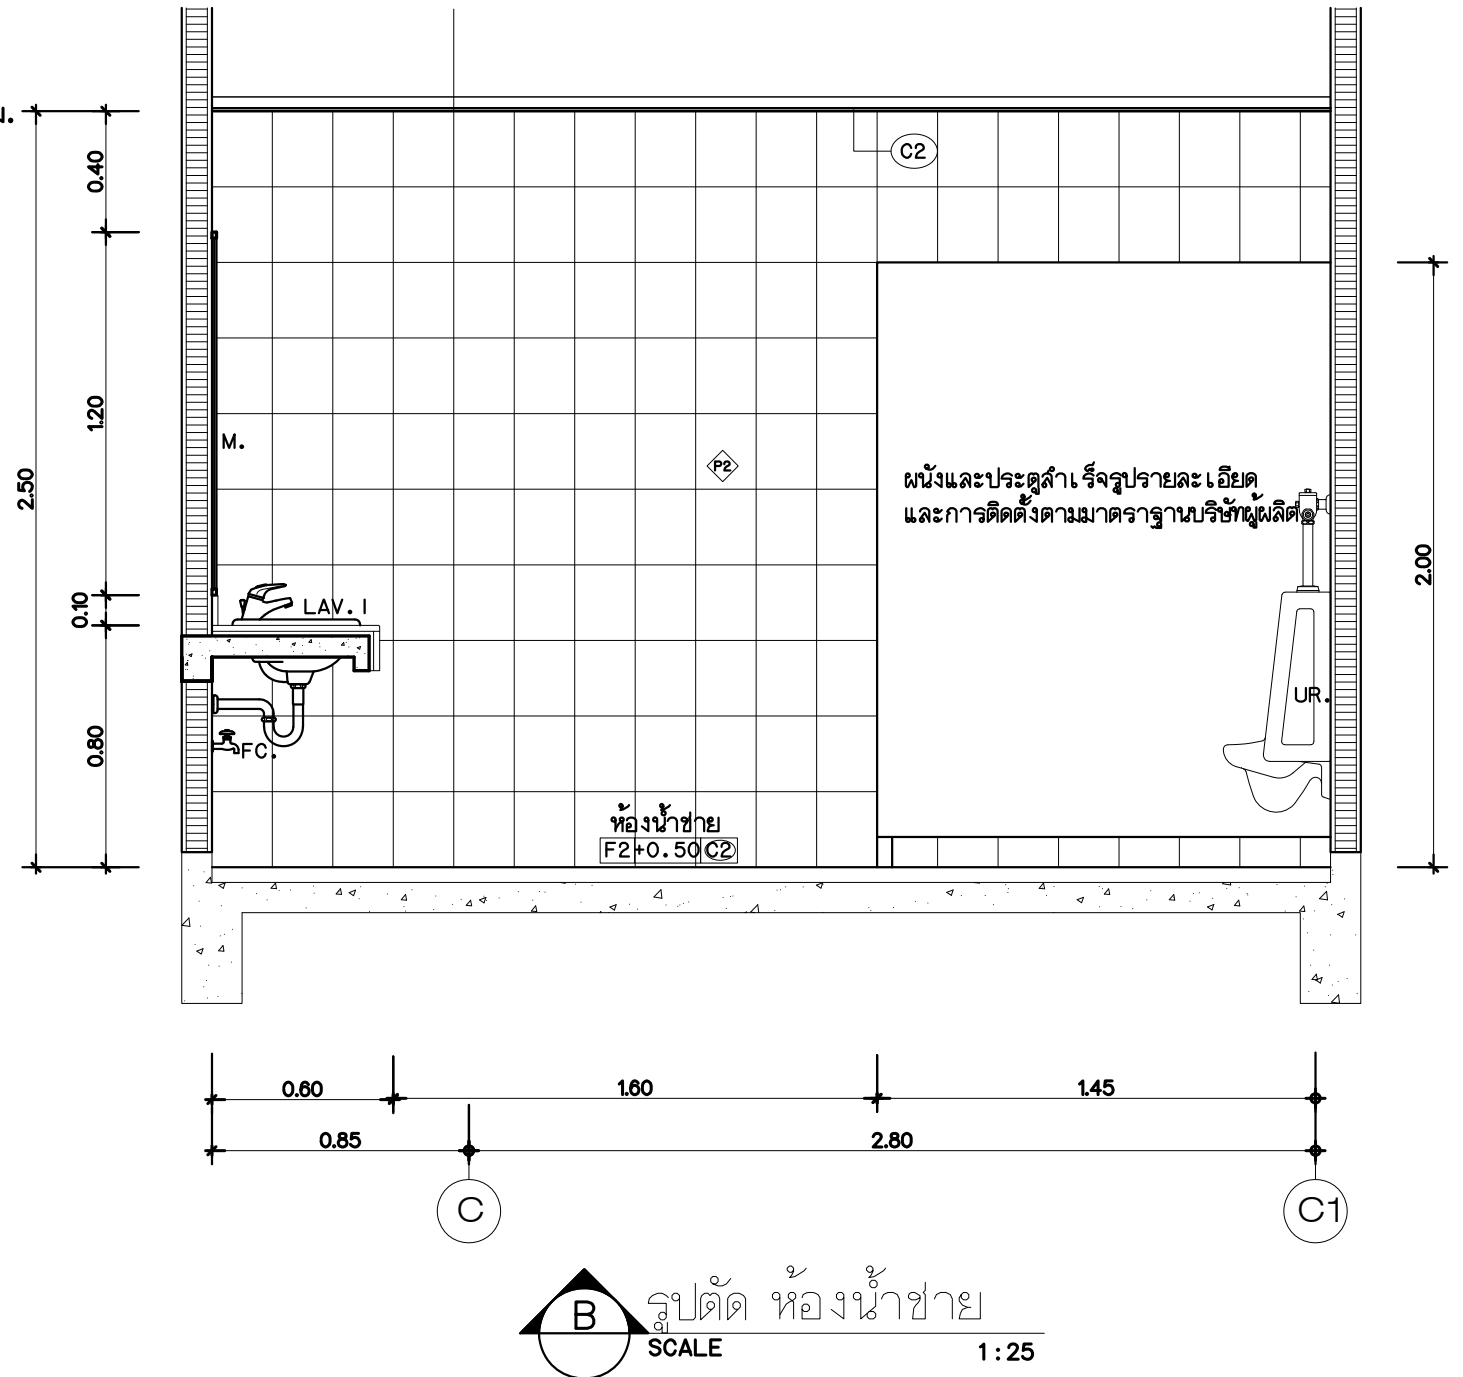 ม.
C2
0.40
1.20
2.50
M.
P2
ผนังและประตูสำเร็จรูปรายละเอียด
และการติดตั้งตามมาตราฐานบริษัทผู้ผลิต
2.00
0.10
LAV.1
UR.
0.80
FC.
ห้องน้ำชาย
F2 +0.50 C2
0.60 1.60 1.45
0.85 2.80
C C1
B รูปตัด ห้องน้ำชาย
SCALE 1:25